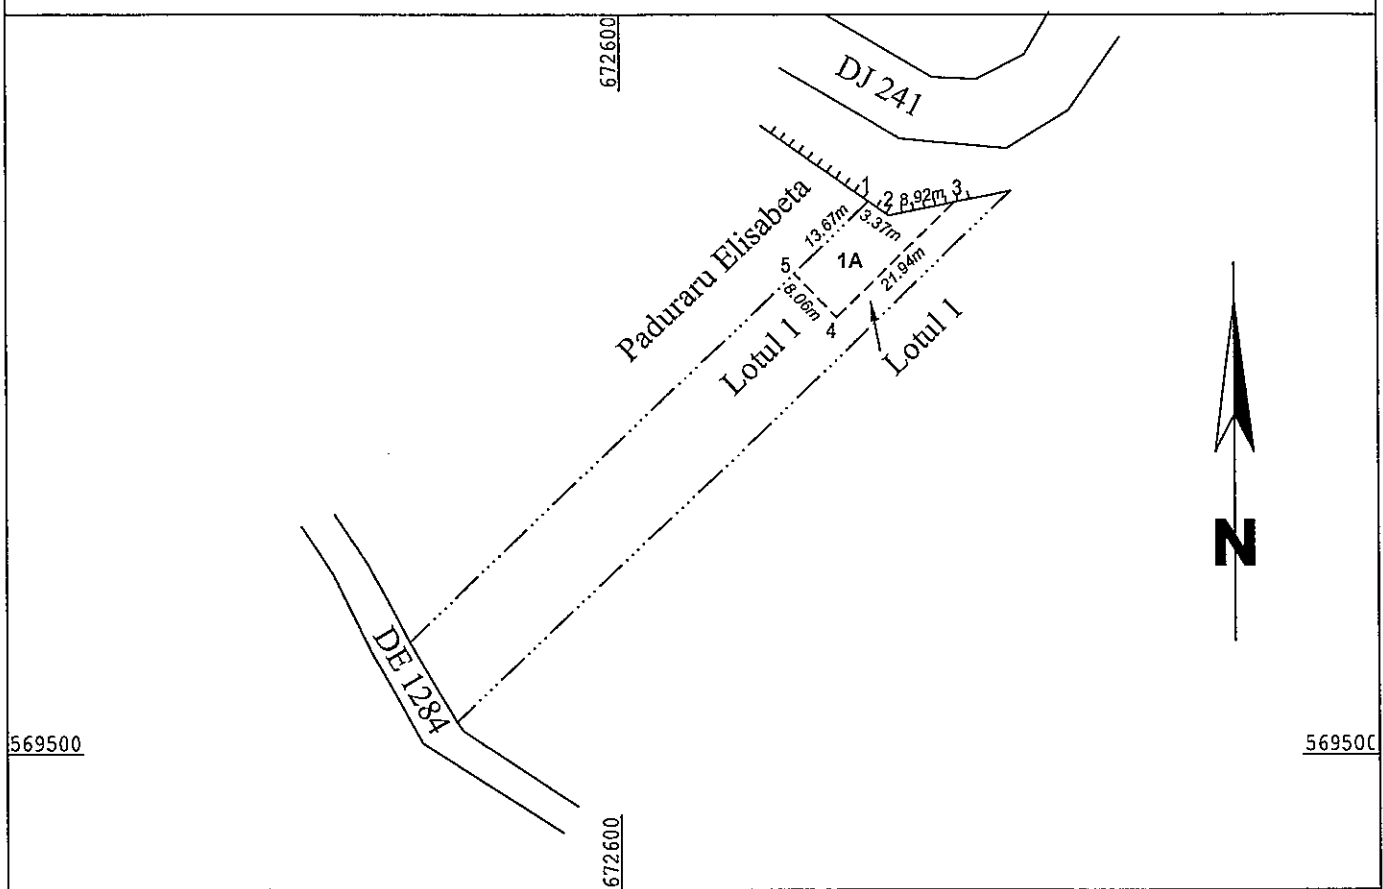 672600
DJ 241
1
2
8,92m
3
3.37m
13.67m
1A
5
21.94m
8.06m
4
Paduraru Elisabeta
Lotul 1
Lotul 1
N
DE 1284
569500
569500
672600